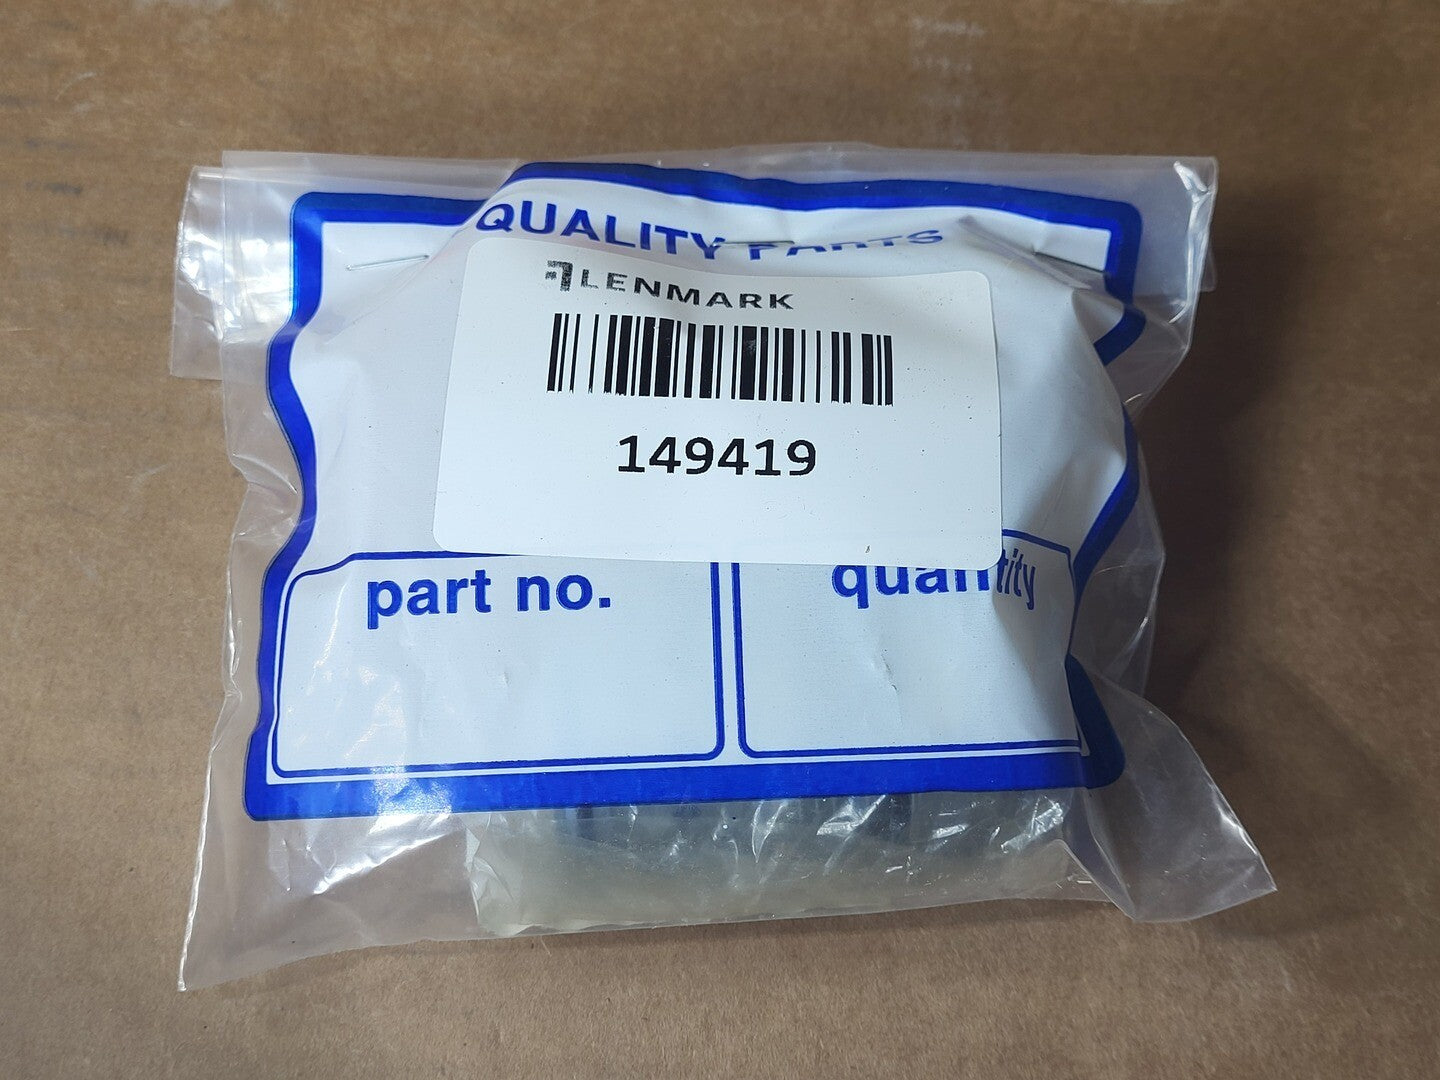 QUALITY PARTS
LENMARK
149419
part no.
quantity